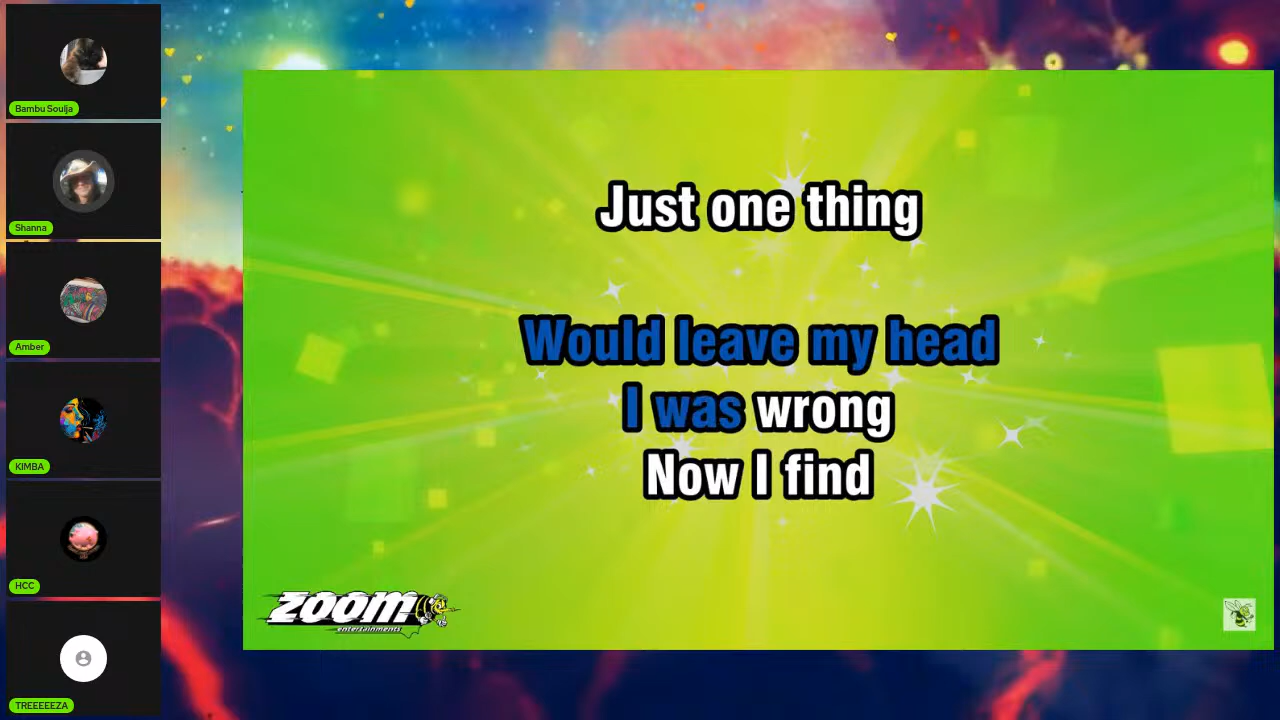 Bambu Soulja
Shanna
Amber
KIMBA
HCC
TREEEEEZA
Just one thing
Would leave my head
I was wrong
Now I find
zoom
entertainments